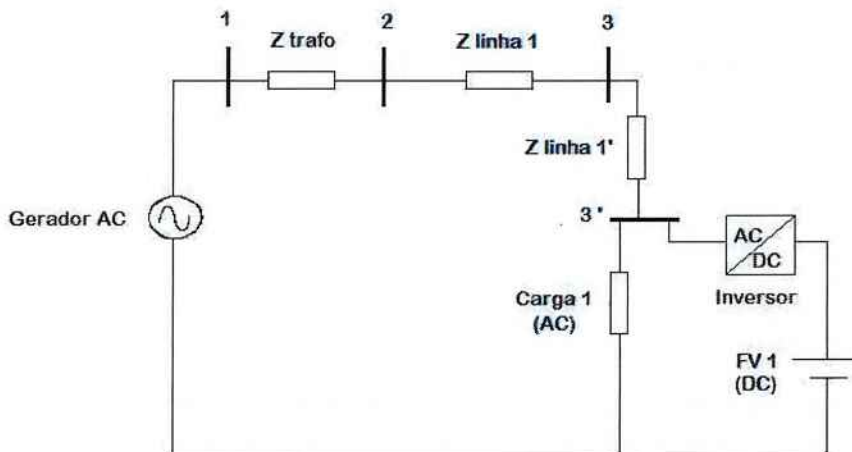 1
Z trafo
2
Z linha 1
3
Z linha 1'
3'
Gerador AC
AC
DC
Inversor
Carga 1
(AC)
FV 1
(DC)